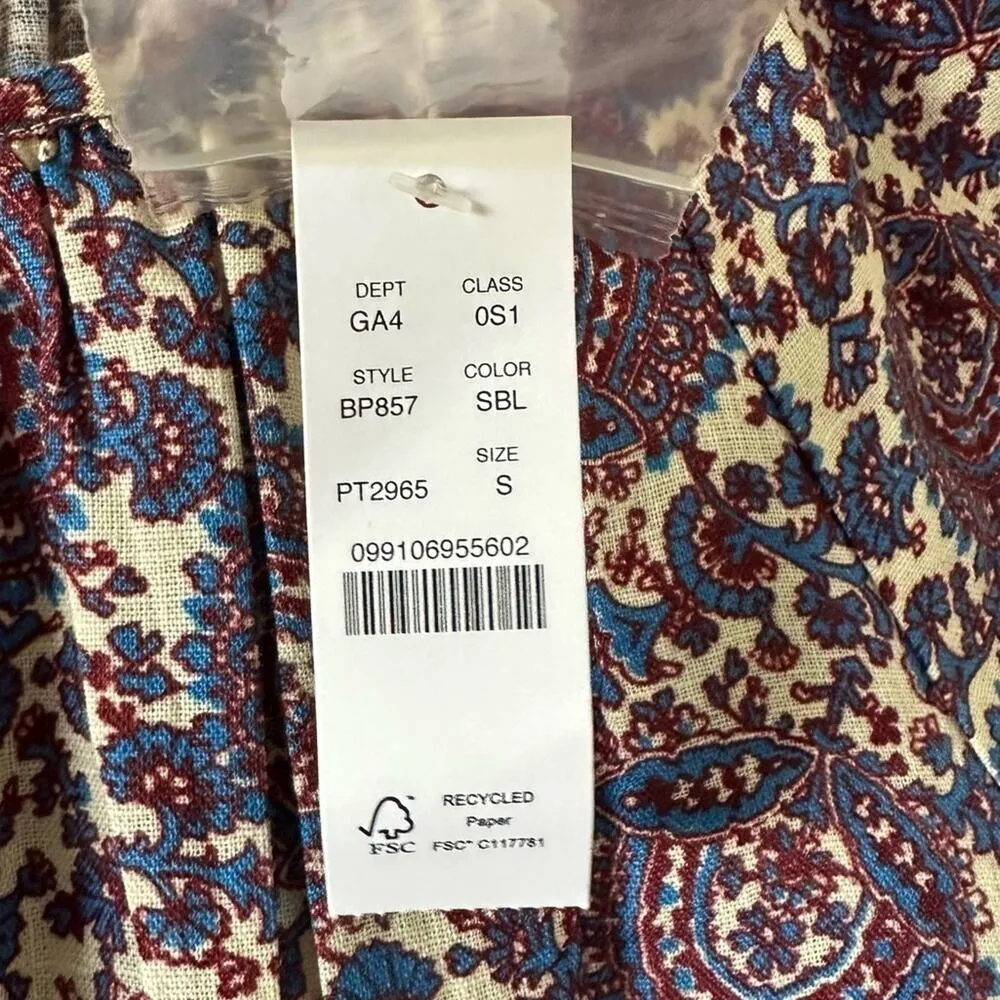 DEPT CLASS
GA4 0S1
STYLE COLOR
BP857 SBL
SIZE
PT2965 S
099106955602
RECYCLED
Paper
FSC FSC® C117781